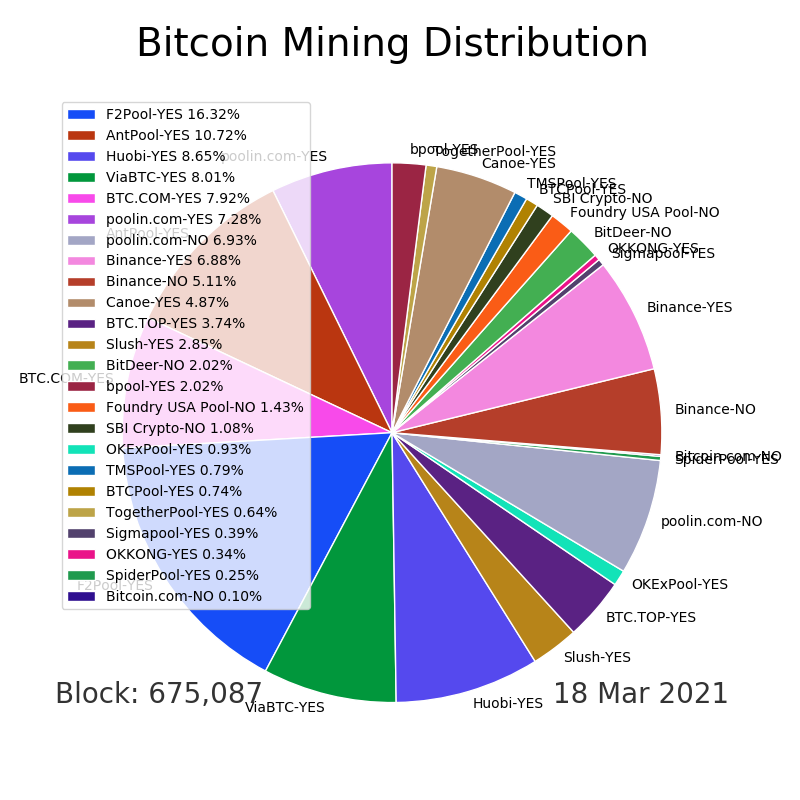 Bitcoin Mining Distribution
F2Pool-YES 16.32%
AntPool-YES 10.72%
Huobi-YES 8.65%
ViaBTC-YES 8.01%
BTC.COM-YES 7.92%
poolin.com-YES 7.28%
poolin.com-NO 6.93%
Binance-YES 6.88%
Binance-NO 5.11%
Canoe-YES 4.87%
BTC.TOP-YES 3.74%
Slush-YES 2.85%
BitDeer-NO 2.02%
bpool-YES 2.02%
Foundry USA Pool-NO 1.43%
SBI Crypto-NO 1.08%
OKExPool-YES 0.93%
TMSPool-YES 0.79%
BTCPool-YES 0.74%
TogetherPool-YES 0.64%
Sigmapool-YES 0.39%
OKKONG-YES 0.34%
SpiderPool-YES 0.25%
Bitcoin.com-NO 0.10%
bpool-YES
TogetherPool-YES
Canoe-YES
TMSPool-YES
BTCPool-YES
SBI Crypto-NO
Foundry USA Pool-NO
BitDeer-NO
OKKONG-YES
Sigmapool-YES
Binance-YES
Binance-NO
Bitcoin.com-NO
SpiderPool-YES
poolin.com-NO
OKExPool-YES
BTC.TOP-YES
Slush-YES
Huobi-YES
ViaBTC-YES
F2Pool-YES
BTC.COM-YES
AntPool-YES
poolin.com-YES
Block: 675,087
18 Mar 2021